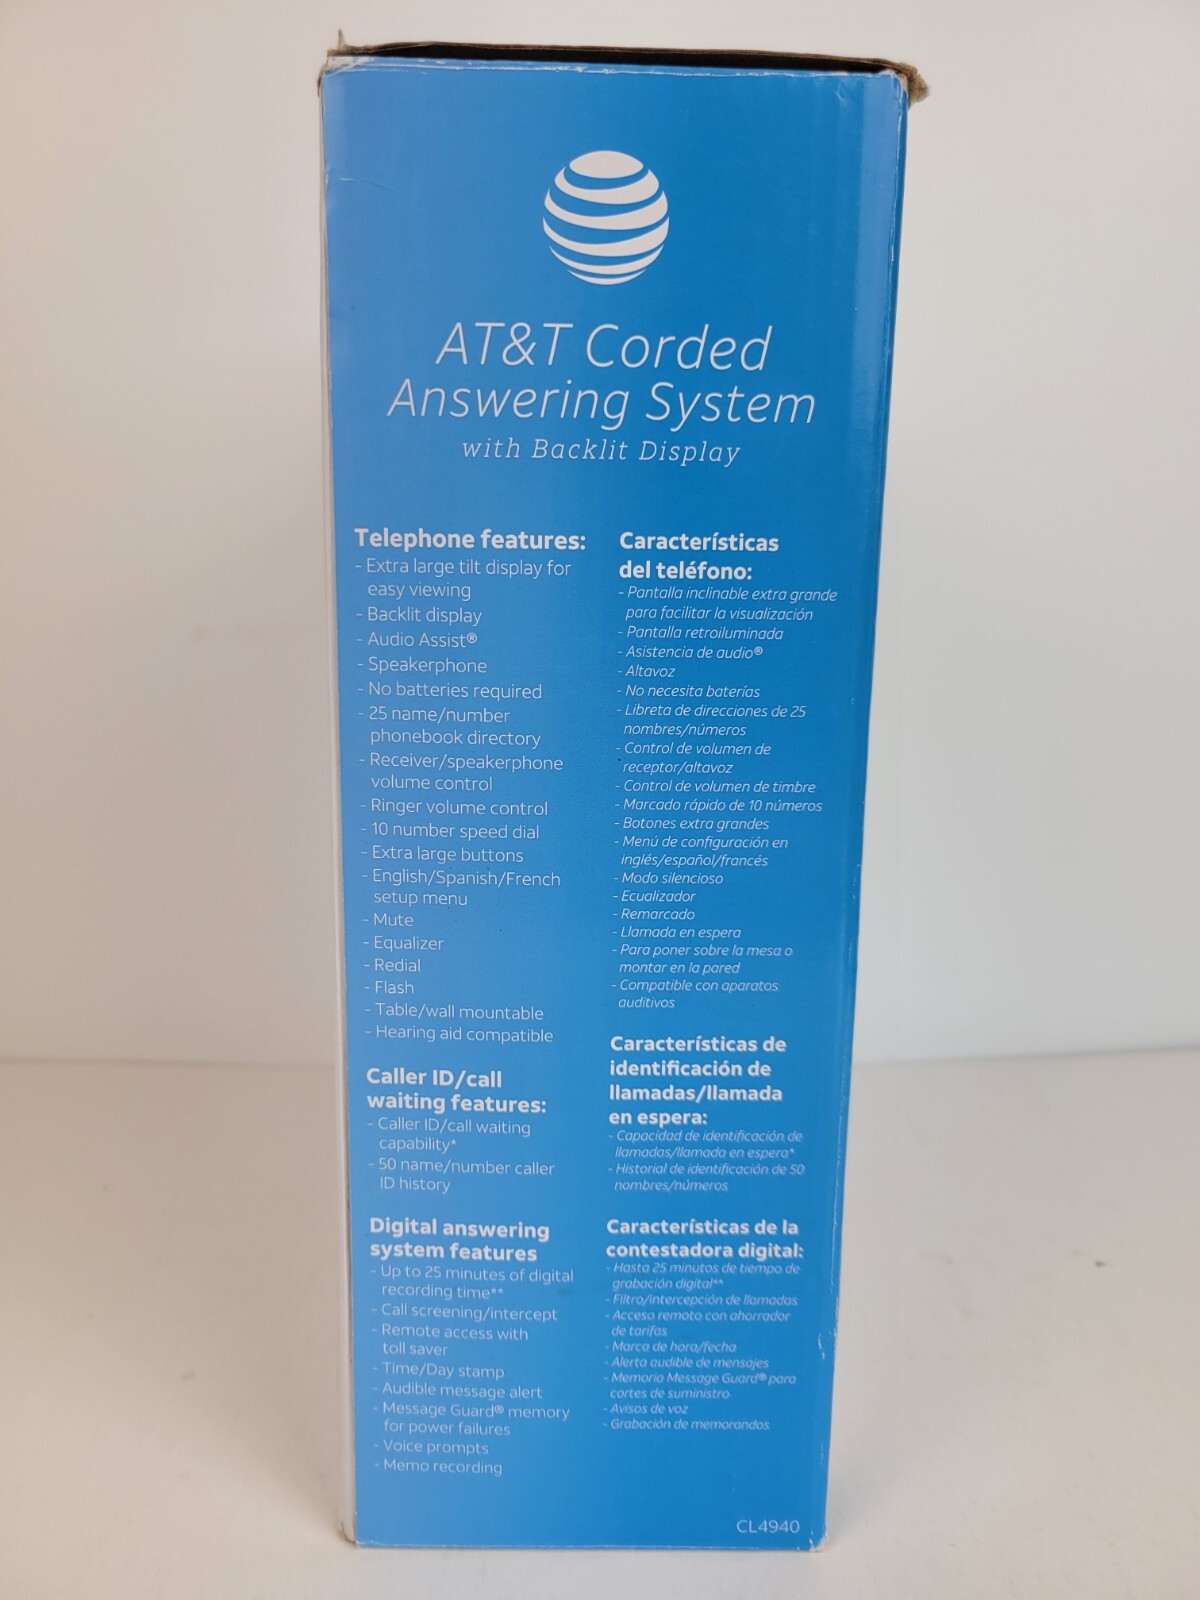 AT&T Corded
Answering System
with Backlit Display
Telephone features:
- Extra large tilt display for
easy viewing
- Backlit display
- Audio Assist®
- Speakerphone
- No batteries required
- 25 name/number
phonebook directory
- Receiver/speakerphone
volume control
- Ringer volume control
- 10 number speed dial
- Extra large buttons
- English/Spanish/French
setup menu
- Mute
- Equalizer
- Redial
- Flash
- Table/wall mountable
- Hearing aid compatible
Caller ID/call
waiting features:
- Caller ID/call waiting
capability*
- 50 name/number caller
ID history
Digital answering
system features
- Up to 25 minutes of digital
recording time**
- Call screening/intercept
- Remote access with
toll saver
- Time/Day stamp
- Audible message alert
- Message Guard® memory
for power failures
- Voice prompts
- Memo recording
Características
del teléfono:
- Pantalla inclinable extra grande
para facilitar la visualización
- Pantalla retroiluminada
- Asistencia de audio®
- Altavoz
- No necesita baterías
- Libreta de direcciones de 25
nombres/números
- Control de volumen de
receptor/altavoz
- Control de volumen de timbre
- Marcado rápido de 10 números
- Botones extra grandes
- Menú de configuración en
inglés/español/francés
- Modo silencioso
- Ecualizador
- Remarcado
- Llamada en espera
- Para poner sobre la mesa o
montar en la pared
- Compatible con aparatos
auditivos
Características de
identificación de
llamadas/llamada
en espera:
- Capacidad de identificación de
llamadas/llamada en espera*
- Historial de identificación de 50
nombres/números
Características de la
contestadora digital:
- Hasta 25 minutos de tiempo de
grabación digital**
- Filtro/intercepción de llamadas
- Acceso remoto con ahorrador
de tarifas
- Marca de hora/fecha
- Alerta audible de mensajes
- Memoria Message Guard® para
cortes de suministro
- Avisos de voz
- Grabación de memorandos
CL4940